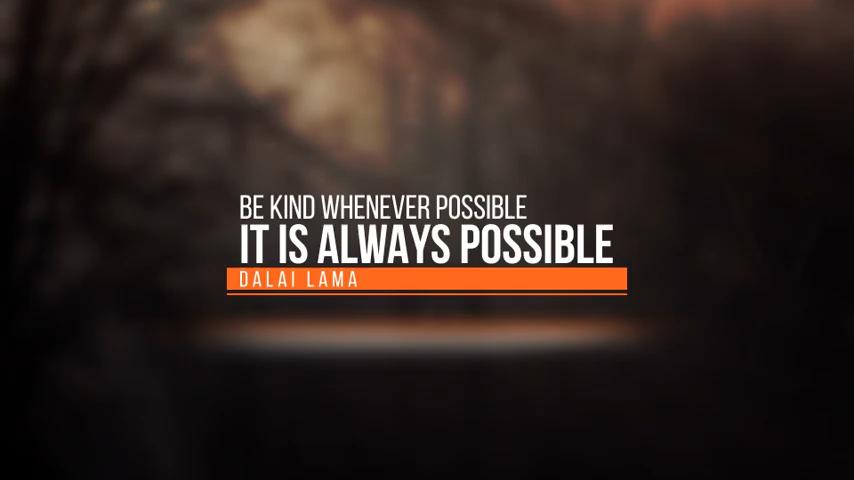 BE KIND WHENEVER POSSIBLE
IT IS ALWAYS POSSIBLE
DALAI LAMA